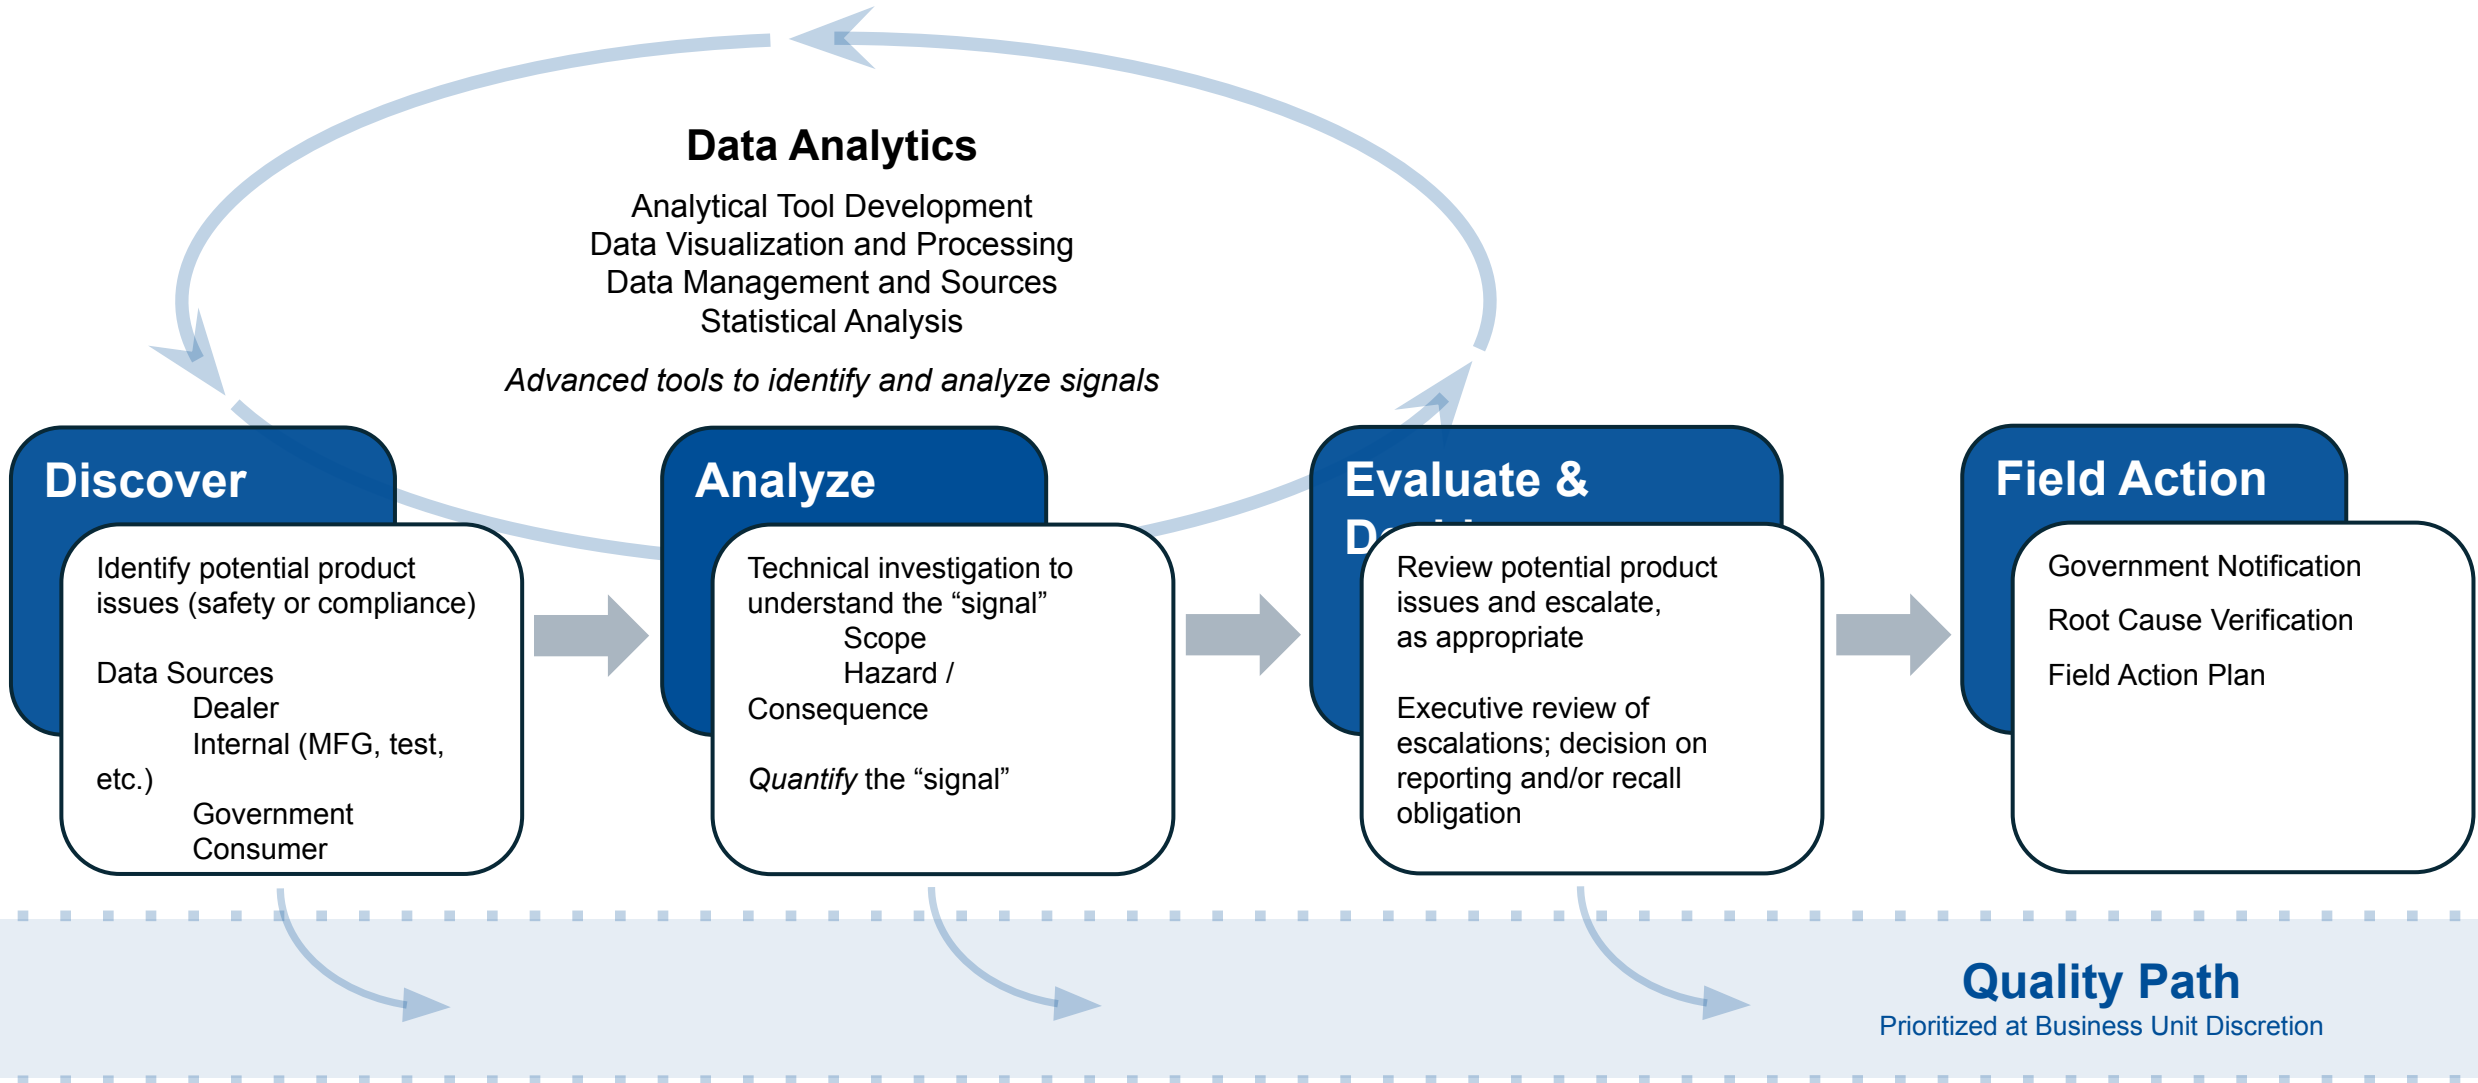 Data Analytics
Analytical Tool Development
Data Visualization and Processing
Data Management and Sources
Statistical Analysis
Advanced tools to identify and analyze signals
Discover
Identify potential product
issues (safety or compliance)
Data Sources
Dealer
Internal (MFG, test,
etc.)
Government
Consumer
Analyze
Technical investigation to
understand the “signal”
Scope
Hazard /
Consequence
Quantify the “signal”
Evaluate &
Review potential product
issues and escalate,
as appropriate
Executive review of
escalations; decision on
reporting and/or recall
obligation
Field Action
Government Notification
Root Cause Verification
Field Action Plan
Quality Path
Prioritized at Business Unit Discretion